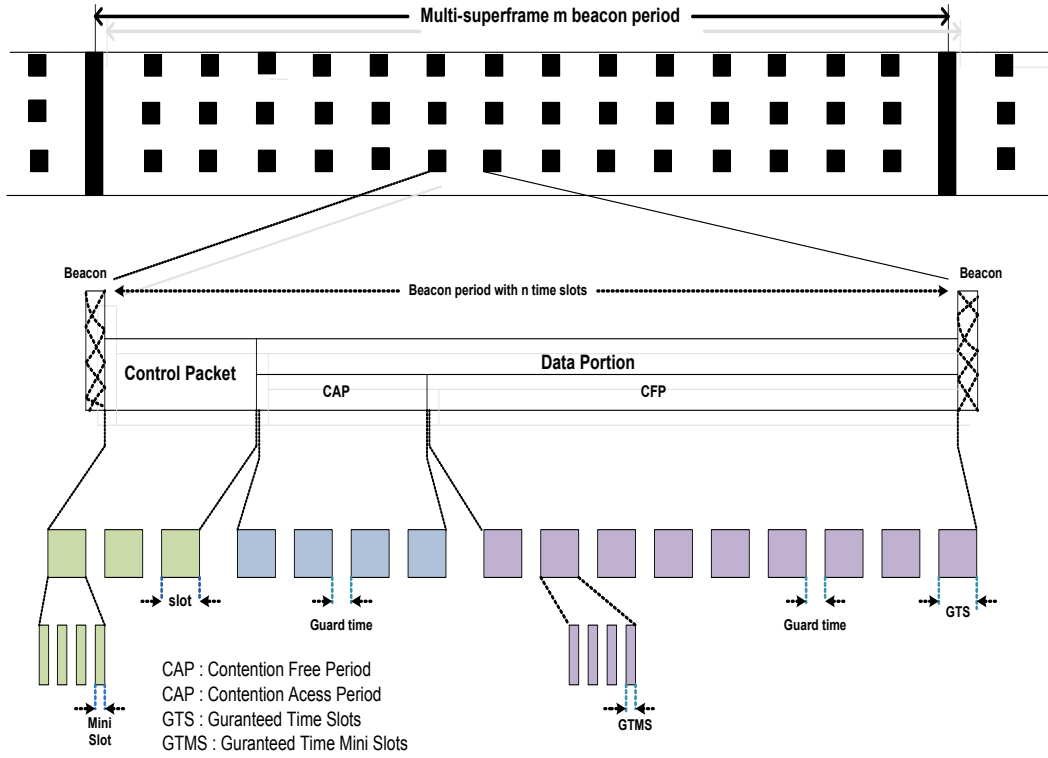 Multi-superframe m beacon period
Beacon
Beacon
Beacon period with n time slots
Control Packet
Data Portion
CAP
CFP
slot
Guard time
Guard time
GTS
Mini
Slot
GTMS
CAP : Contention Free Period
CAP : Contention Acess Period
GTS : Guranteed Time Slots
GTMS : Guranteed Time Mini Slots